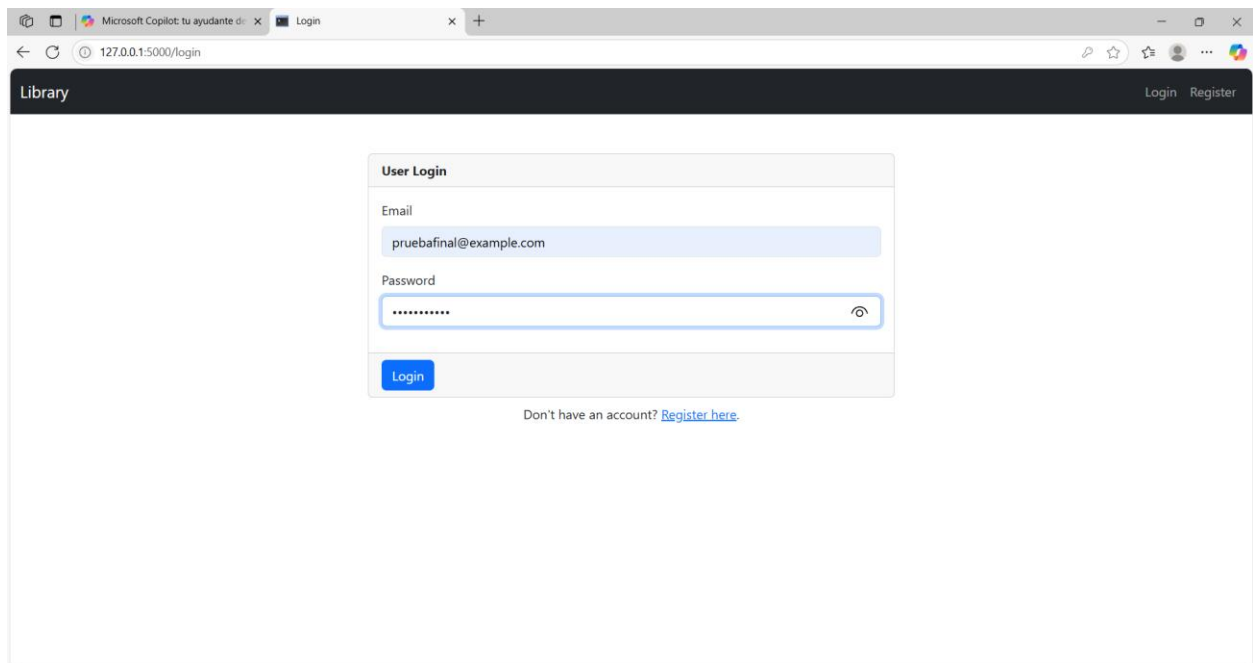 Microsoft Copilot: tu ayudante de
Login
127.0.0.1:5000/login
Library
Login Register
User Login
Email
pruebafinal@example.com
Password
•••••••••••
Login
Don't have an account? Register here.